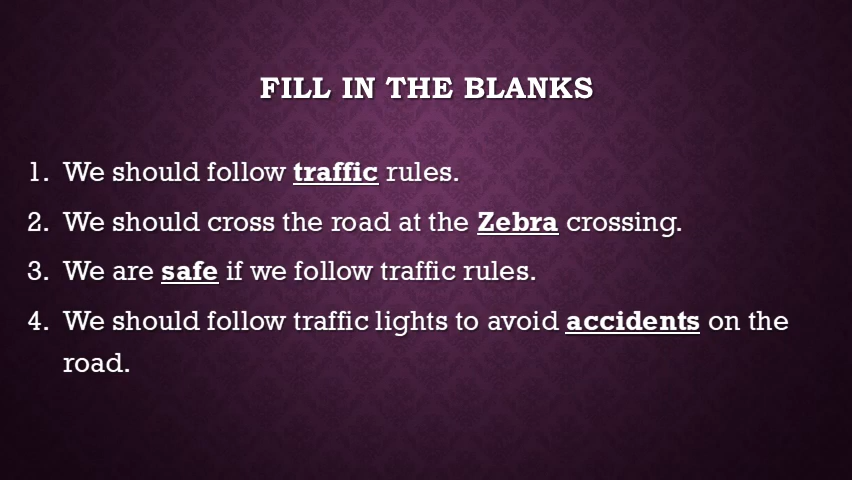 FILL IN THE BLANKS
1. We should follow traffic rules.
2. We should cross the road at the Zebra crossing.
3. We are safe if we follow traffic rules.
4. We should follow traffic lights to avoid accidents on the
road.